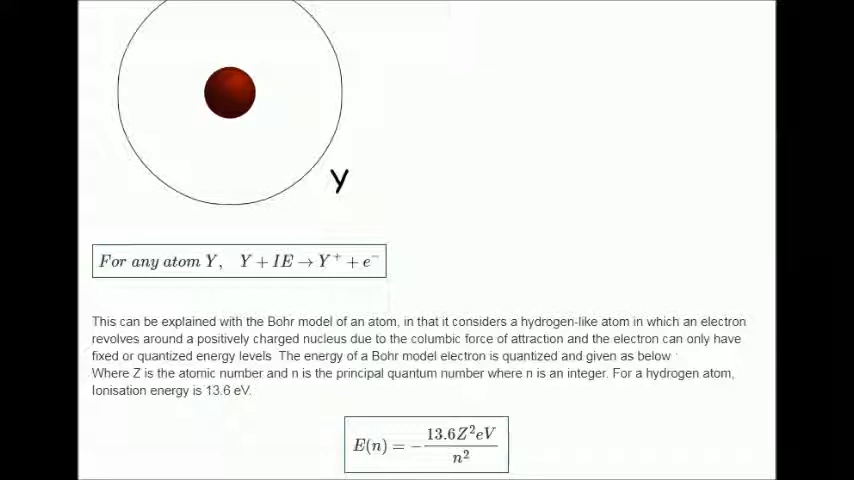 Y
For any atom Y, Y + IE → Y⁺ + e⁻
This can be explained with the Bohr model of an atom, in that it considers a hydrogen-like atom in which an electron
revolves around a positively charged nucleus due to the columbic force of attraction and the electron can only have
fixed or quantized energy levels  The energy of a Bohr model electron is quantized and given as below
Where Z is the atomic number and n is the principal quantum number where n is an integer. For a hydrogen atom,
Ionisation energy is 13.6 eV.
E(n) = −13.6Z²eV/n²